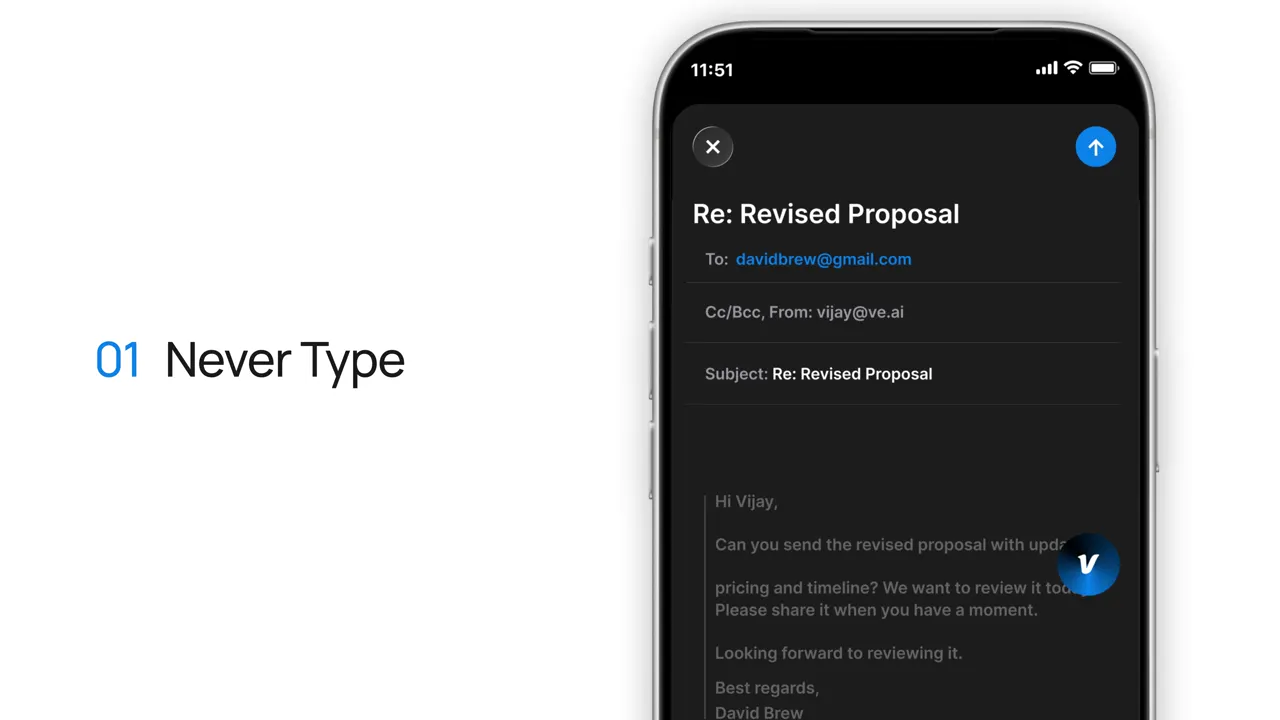 01 Never Type
11:51
Re: Revised Proposal
To: davidbrew@gmail.com
Cc/Bcc, From: vijay@ve.ai
Subject: Re: Revised Proposal
Hi Vijay,
Can you send the revised proposal with upda
v
pricing and timeline? We want to review it tod
Please share it when you have a moment.
Looking forward to reviewing it.
Best regards,
David Brew